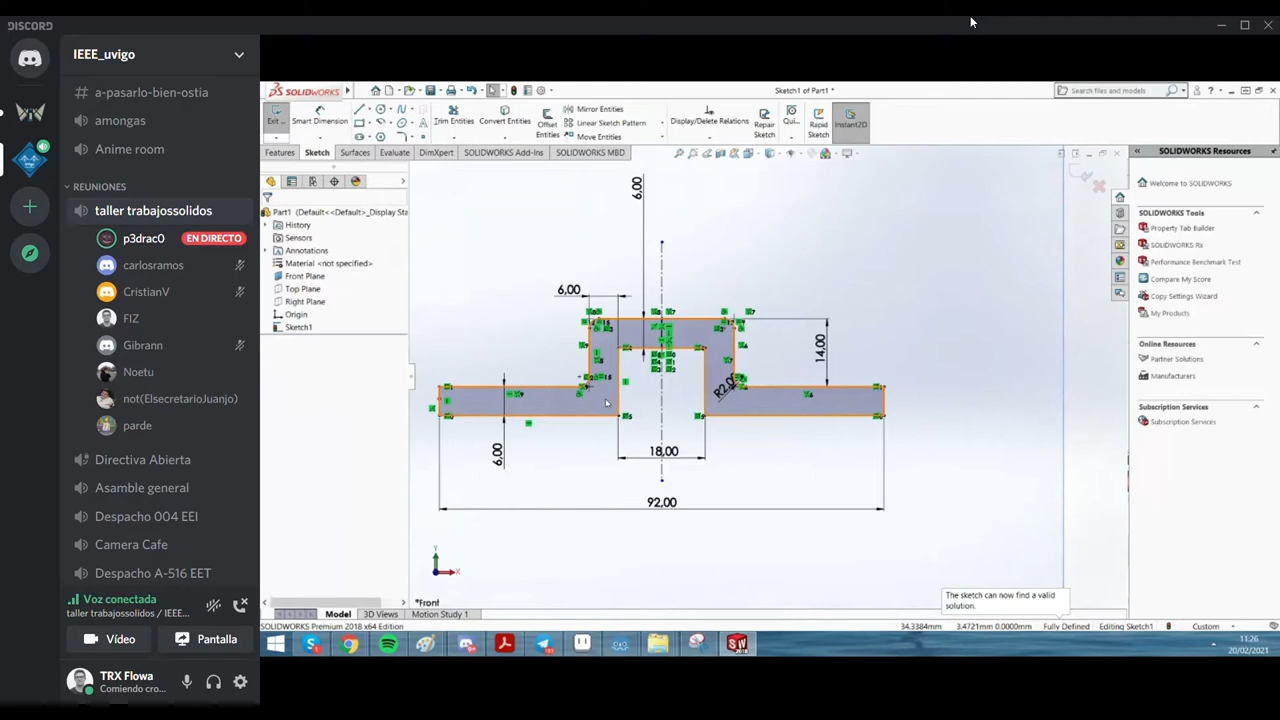 DISCORD
IEEE_uvigo
a-pasarlo-bien-ostia
amongas
Anime room
REUNIONES
taller trabajossolidos
p3drac0 EN DIRECTO
carlosramos
CristianV
FIZ
Gibrann
Noetu
not(ElsecretarioJuanjo)
parde
Directiva Abierta
Asamble general
Despacho 004 EEI
Camera Cafe
Despacho A-516 EET
Voz conectada
taller trabajossolidos / IEEE...
Vídeo
Pantalla
TRX Flowa
Comiendo cro...
SOLIDWORKS
Sketch1 of Part1 *
Search files and models
Exit...
Smart Dimension
Trim Entities
Convert Entities
Offset Entities
Mirror Entities
Linear Sketch Pattern
Move Entities
Display/Delete Relations
Repair Sketch
Qui...
Rapid Sketch
Instant2D
Features
Sketch
Surfaces
Evaluate
DimXpert
SOLIDWORKS Add-Ins
SOLIDWORKS MBD
Part1 (Default<<Default>_Display Sta
History
Sensors
Annotations
Material <not specified>
Front Plane
Top Plane
Right Plane
Origin
Sketch1
6,00
6,00
14,00
R2,00
6,00
18,00
92,00
Y
X
*Front
SOLIDWORKS Resources
Welcome to SOLIDWORKS
SOLIDWORKS Tools
Property Tab Builder
SOLIDWORKS Rx
Performance Benchmark Test
Compare My Score
Copy Settings Wizard
My Products
Online Resources
Partner Solutions
Manufacturers
Subscription Services
Subscription Services
The sketch can now find a valid
solution.
Model
3D Views
Motion Study 1
SOLIDWORKS Premium 2018 x64 Edition
34.3384mm 3.4721mm 0.0000mm Fully Defined Editing Sketch1 Custom
11:26
20/02/2021